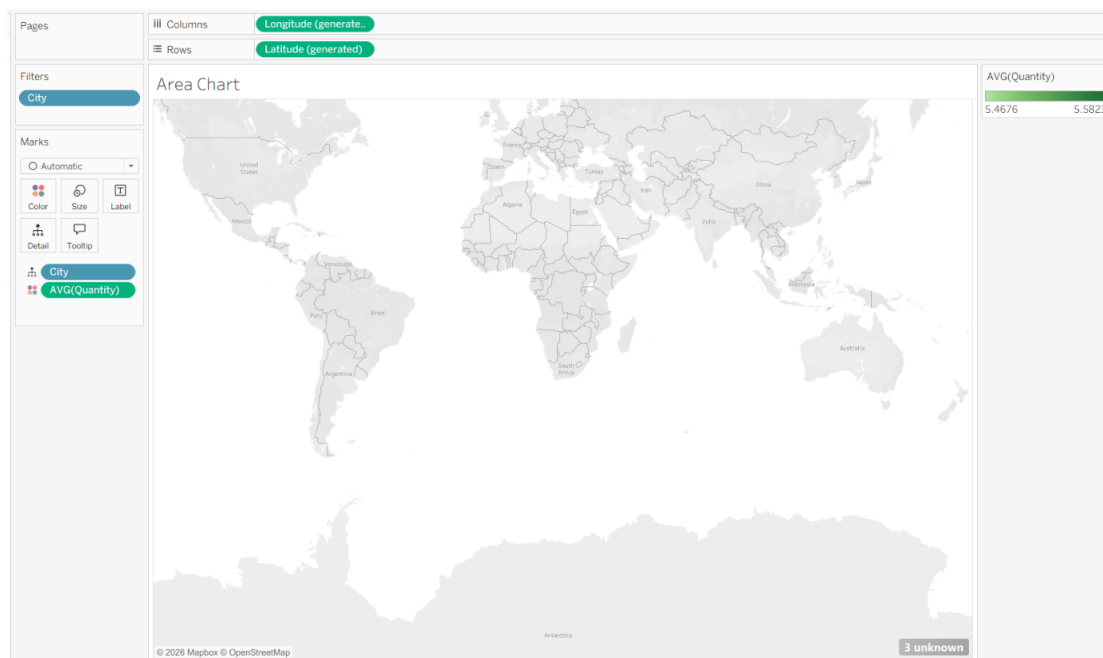 Pages
Columns
Longitude (generate..
Rows
Latitude (generated)
Filters
City
Marks
Automatic
Color
Size
Label
Detail
Tooltip
City
AVG(Quantity)
Area Chart
United
States
Mexico
Venezuela
Peru
Brazil
Argentina
France
Spain
Turkey
Iran
China
Japan
Algeria
Egypt
India
Indonesia
South
Africa
Australia
Antarctica
© 2026 Mapbox © OpenStreetMap
3 unknown
AVG(Quantity)
5.4676
5.5823